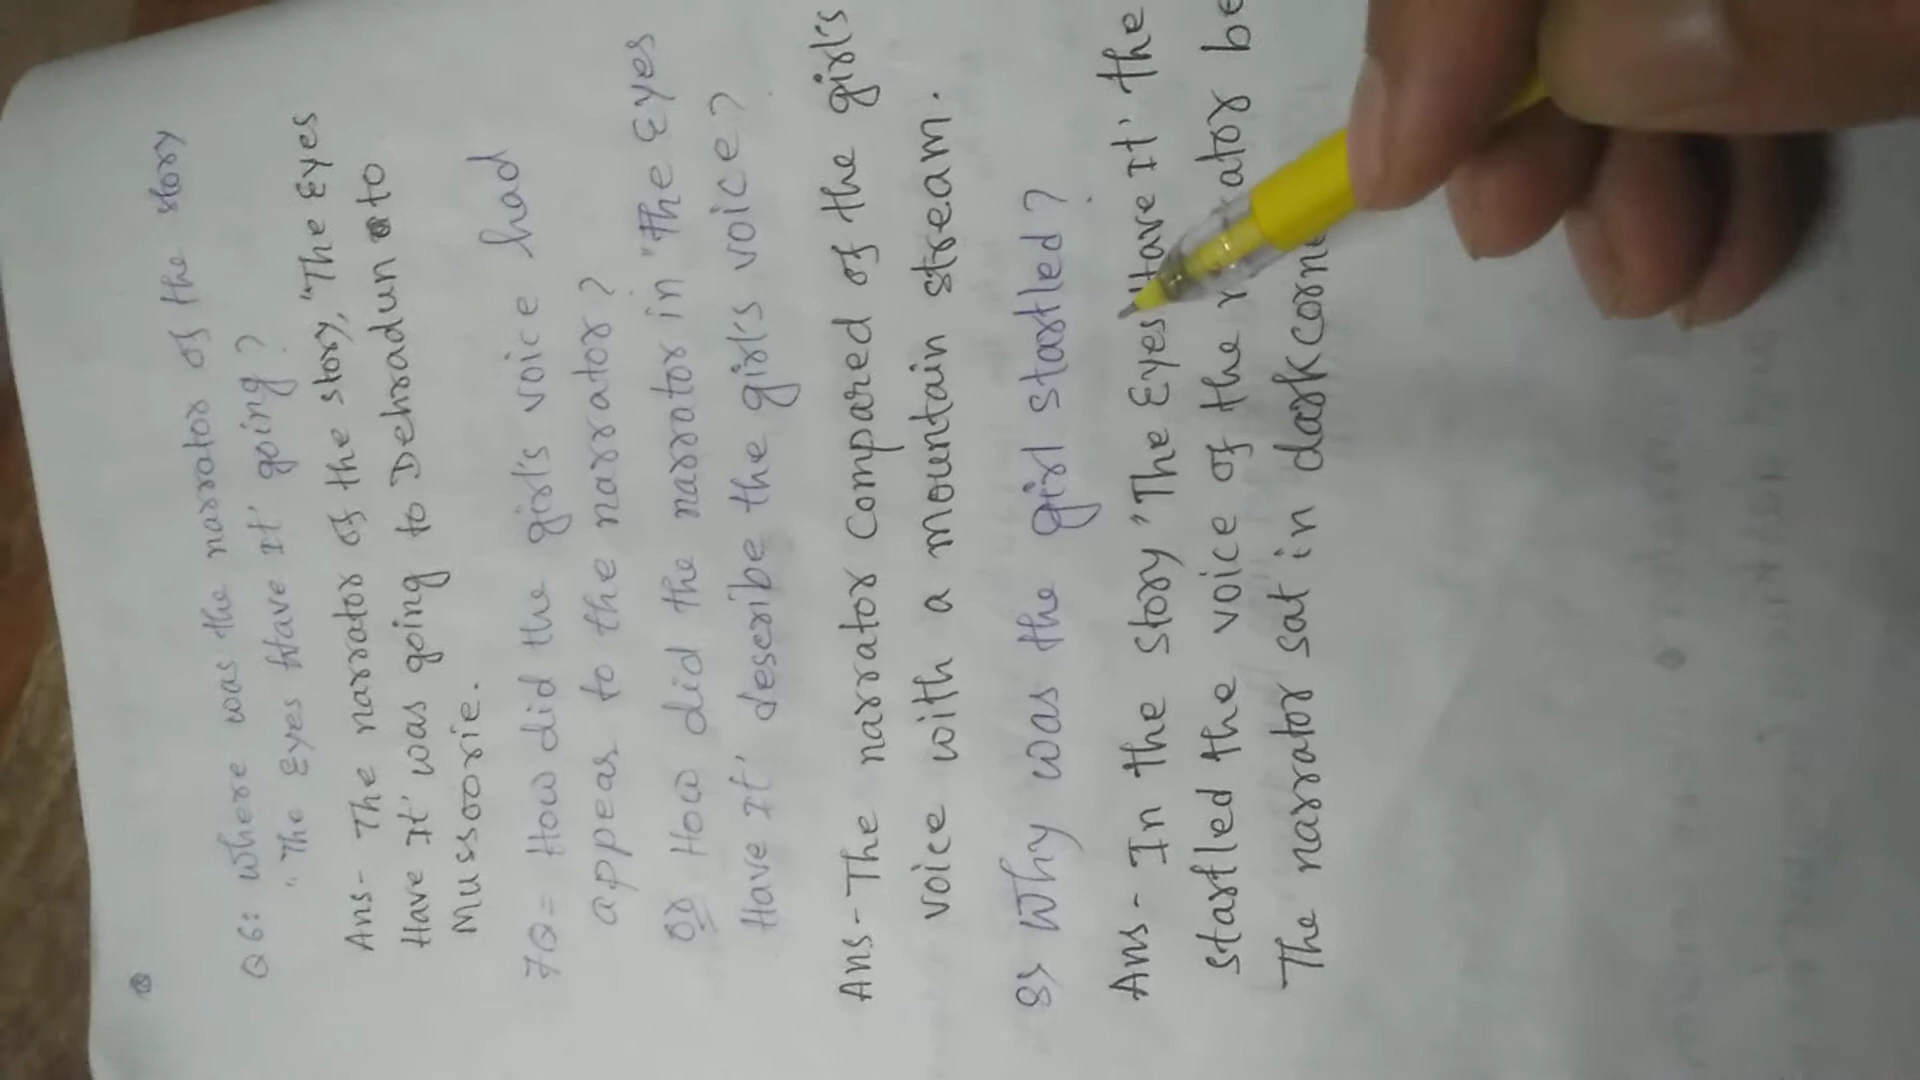 Q6: where was the narrator of the story
"The Eyes Have It' going?
Ans- The narrator of the story, "The Eyes
Have It' was going to Dehradun to
Mussoorie.
7Q= How did the girl's voice had
appear to the narrator?
Or How did the narrator in "The Eyes
Have It' describe the girl's voice?
Ans- The narrator compared of the girl's
voice with a mountain stream.
8> Why was the girl startled?
Ans- In the story 'The Eyes Have It' the
startled the voice of the be
The narrator sat in dark